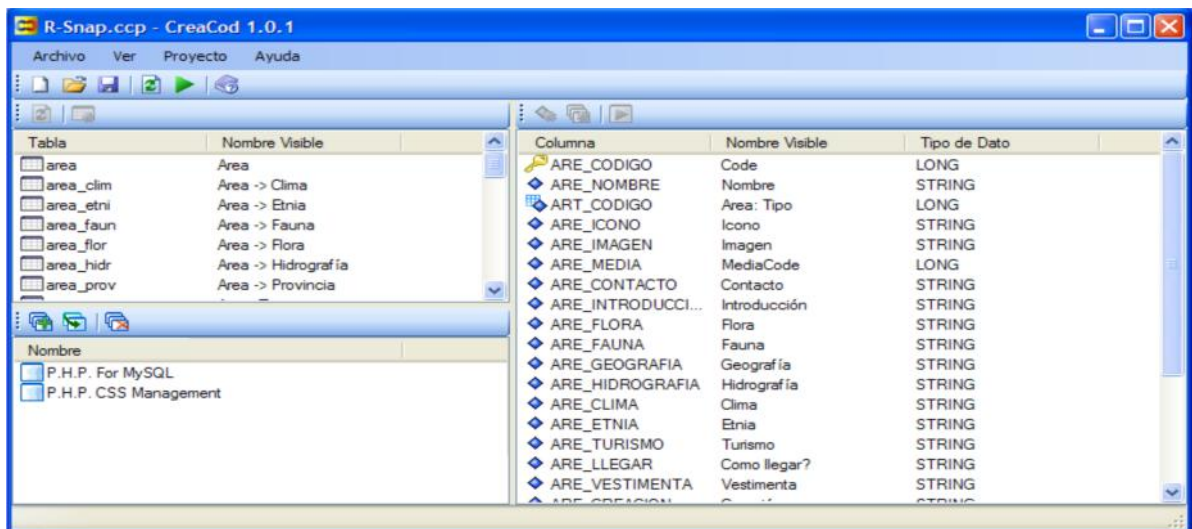 R-Snap.ccp - CreaCod 1.0.1
Archivo Ver Proyecto Ayuda
Tabla Nombre Visible
area Area
area_clim Area -> Clima
area_etni Area -> Etnia
area_faun Area -> Fauna
area_flor Area -> Flora
area_hidr Area -> Hidrografía
area_prov Area -> Provincia
Nombre
P.H.P. For MySQL
P.H.P. CSS Management
Columna Nombre Visible Tipo de Dato
ARE_CODIGO Code LONG
ARE_NOMBRE Nombre STRING
ART_CODIGO Area: Tipo LONG
ARE_ICONO Icono STRING
ARE_IMAGEN Imagen STRING
ARE_MEDIA MediaCode LONG
ARE_CONTACTO Contacto STRING
ARE_INTRODUCCI... Introducción STRING
ARE_FLORA Flora STRING
ARE_FAUNA Fauna STRING
ARE_GEOGRAFIA Geografía STRING
ARE_HIDROGRAFIA Hidrografía STRING
ARE_CLIMA Clima STRING
ARE_ETNIA Etnia STRING
ARE_TURISMO Turismo STRING
ARE_LLEGAR Como llegar? STRING
ARE_VESTIMENTA Vestimenta STRING